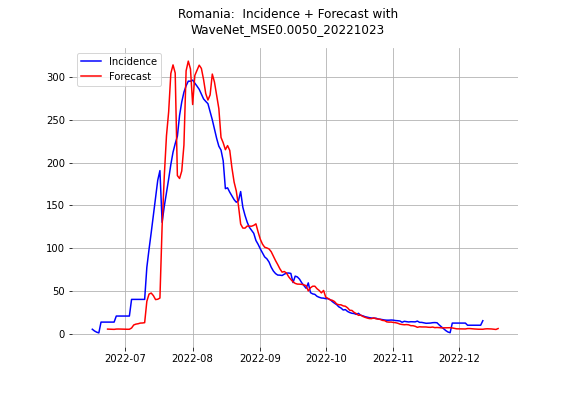 Romania:  Incidence + Forecast with
WaveNet_MSE0.0050_20221023
Incidence
Forecast
300
250
200
150
100
50
0
2022-07 2022-08 2022-09 2022-10 2022-11 2022-12